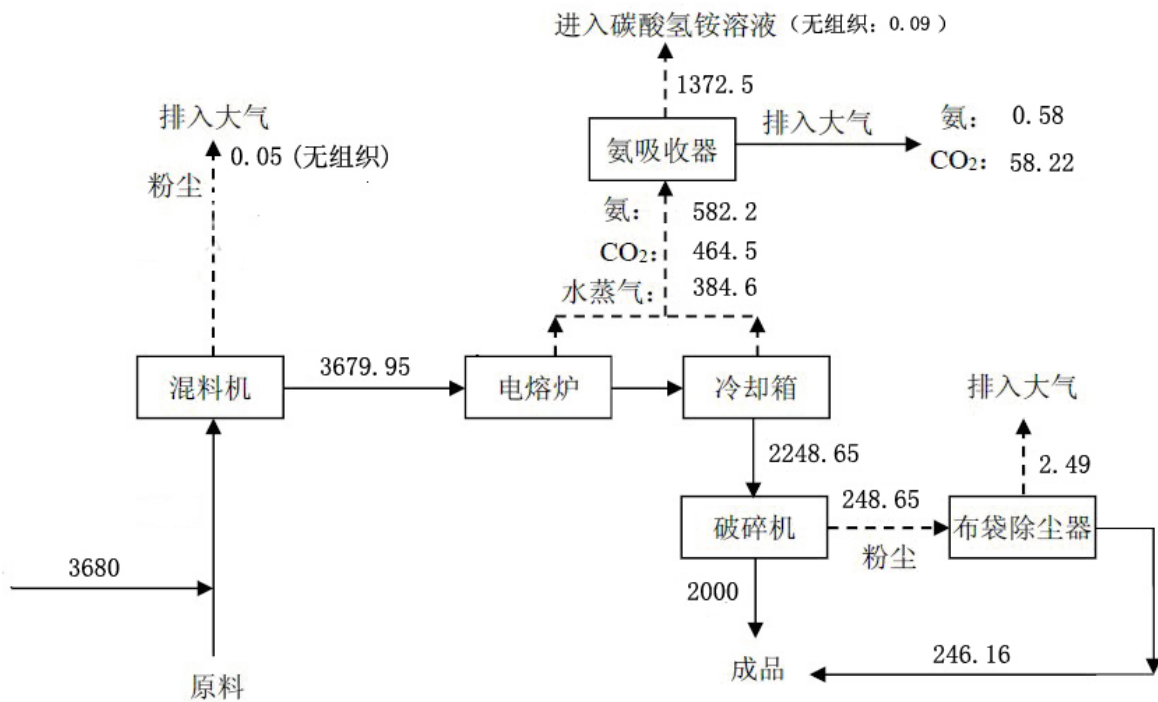 进入碳酸氢铵溶液（无组织：0.09）
1372.5
排入大气
0.05（无组织）
粉尘
氨吸收器
排入大气
氨： 0.58
CO₂： 58.22
氨： 582.2
CO₂： 464.5
水蒸气： 384.6
混料机
3679.95
电熔炉
冷却箱
排入大气
2248.65
2.49
破碎机
248.65
粉尘
布袋除尘器
3680
2000
成品
246.16
原料